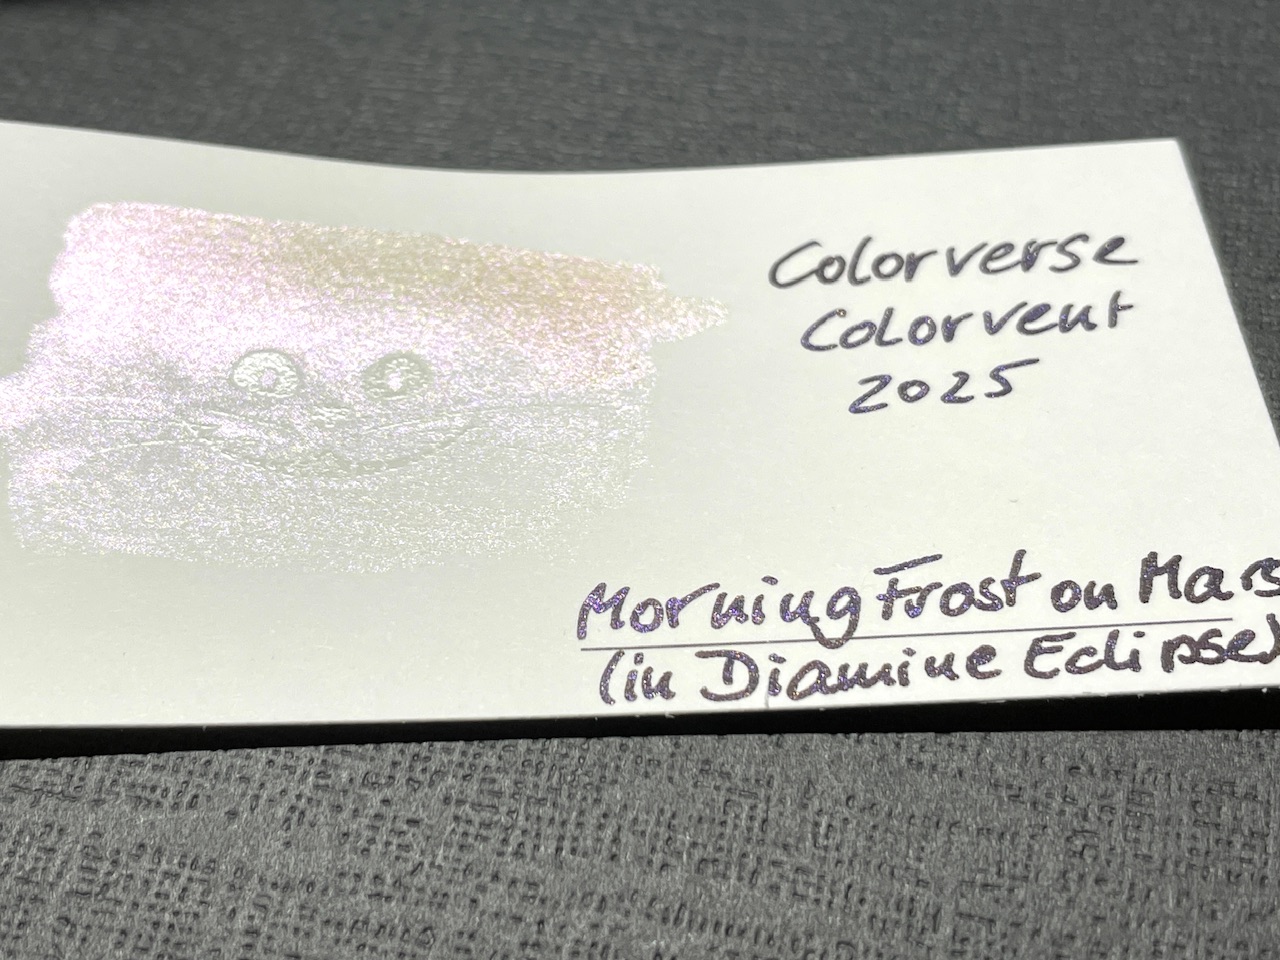 Colorverse
Colorvent
2025
Morning Frost on Mars
(in Diamine Eclipse)